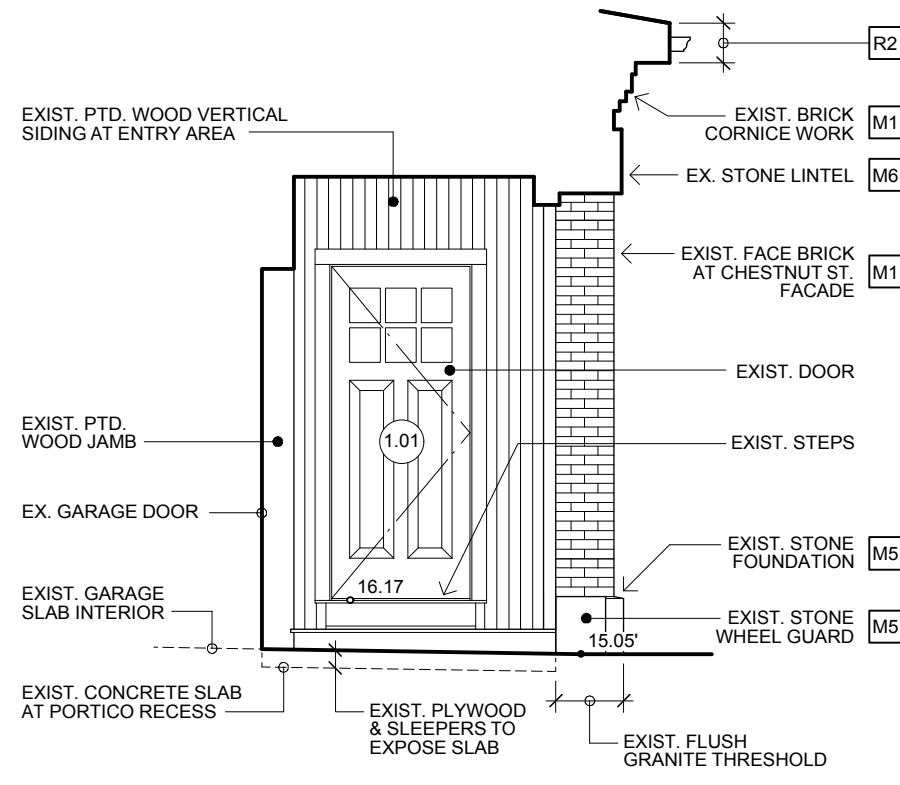 R2
EXIST. PTD. WOOD VERTICAL
SIDING AT ENTRY AREA
EXIST. BRICK
CORNICE WORK
M1
EX. STONE LINTEL
M6
EXIST. FACE BRICK
AT CHESTNUT ST.
FACADE
M1
EXIST. DOOR
EXIST. PTD.
WOOD JAMB
1.01
EXIST. STEPS
EX. GARAGE DOOR
EXIST. STONE
FOUNDATION
M5
EXIST. GARAGE
SLAB INTERIOR
16.17
EXIST. STONE
WHEEL GUARD
M5
15.05'
EXIST. CONCRETE SLAB
AT PORTICO RECESS
EXIST. PLYWOOD
& SLEEPERS TO
EXPOSE SLAB
EXIST. FLUSH
GRANITE THRESHOLD